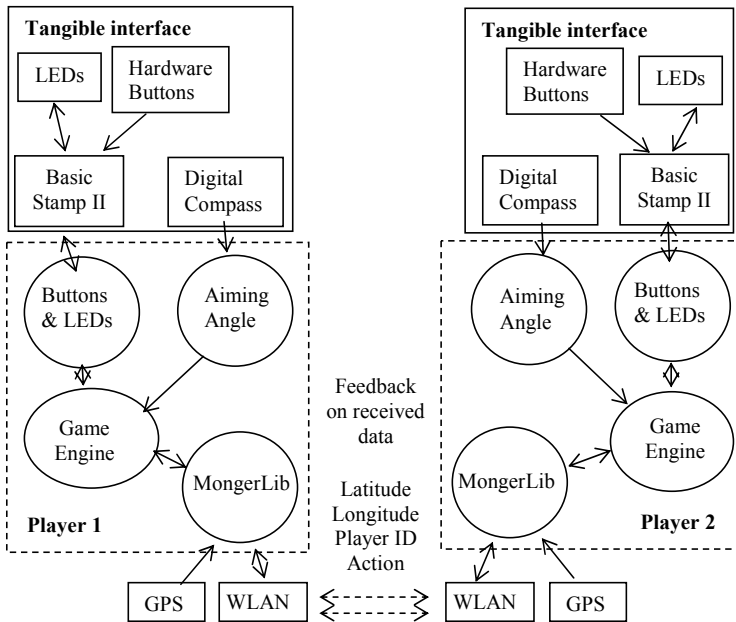 Tangible interface
LEDs
Hardware
Buttons
Basic
Stamp II
Digital
Compass
Buttons
& LEDs
Aiming
Angle
Game
Engine
MongerLib
Player 1
GPS
WLAN
Feedback
on received
data
Latitude
Longitude
Player ID
Action
Tangible interface
Hardware
Buttons
LEDs
Digital
Compass
Basic
Stamp II
Aiming
Angle
Buttons
& LEDs
Game
Engine
MongerLib
Player 2
WLAN
GPS